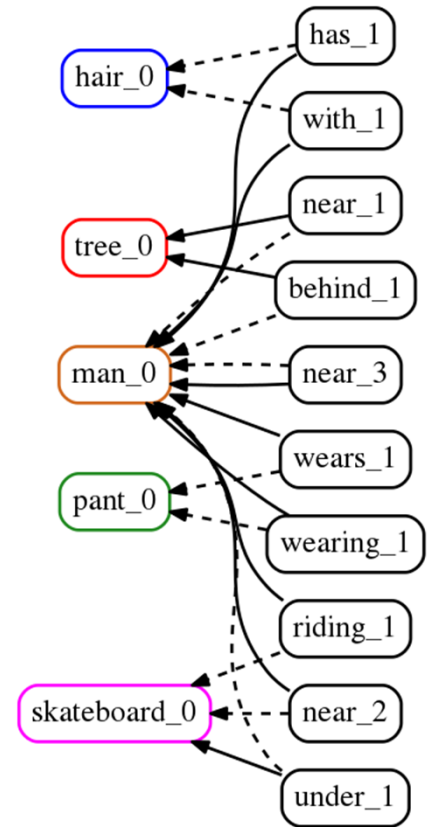 has_1
hair_0
with_1
near_1
tree_0
behind_1
man_0
near_3
wears_1
pant_0
wearing_1
riding_1
skateboard_0
near_2
under_1